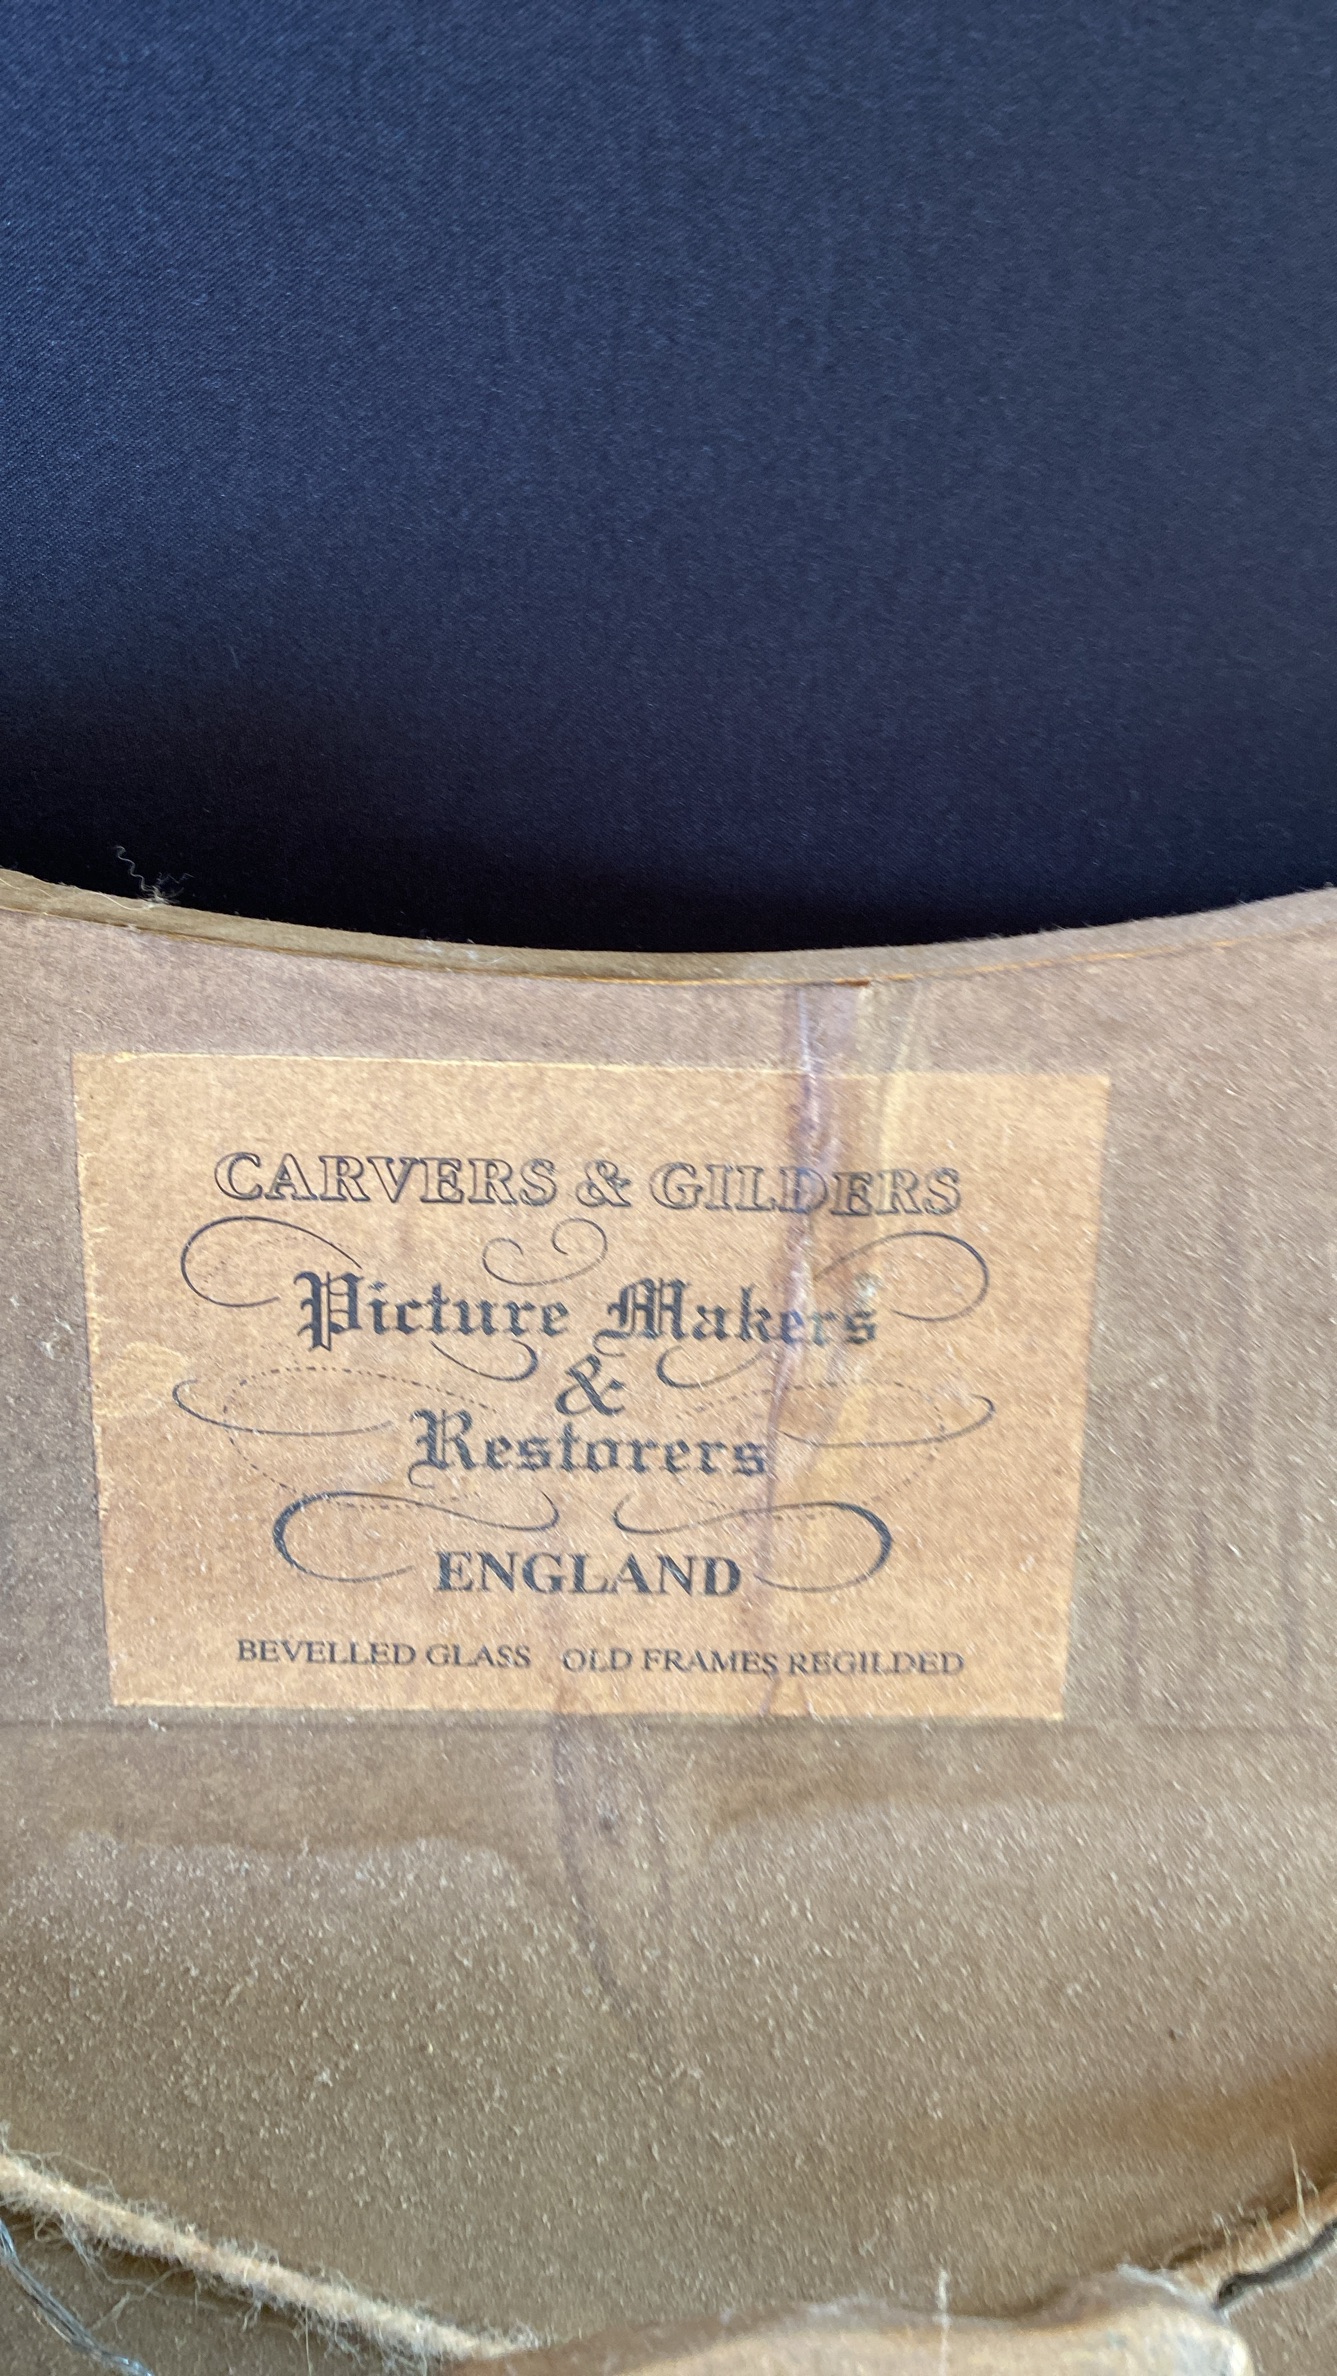 CARVERS & GILDERS
Picture Makers
&
Restorers
ENGLAND
BEVELLED GLASS OLD FRAMES REGILDED